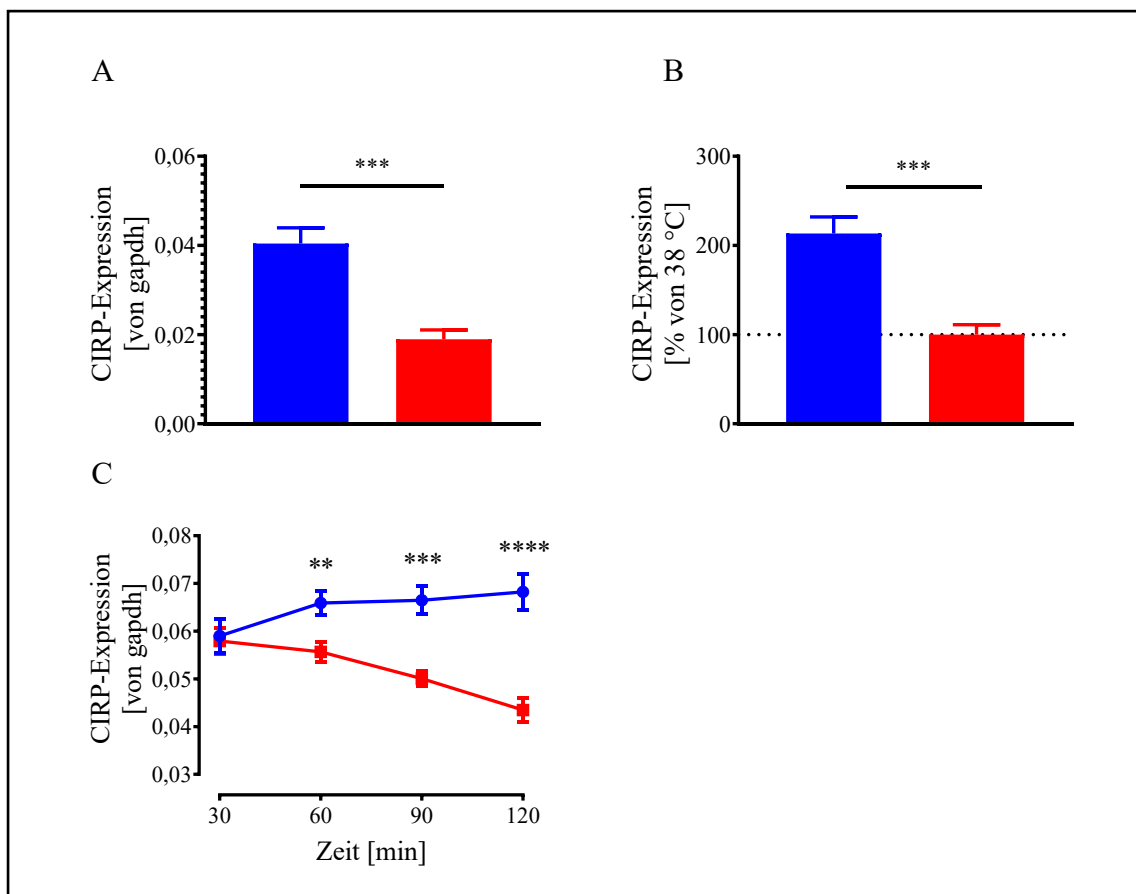 A
B
CIRP-Expression
[von gapdh]
0,06
0,04
0,02
0,00
***
CIRP-Expression
[% von 38 °C]
300
200
100
0
***
C
CIRP-Expression
[von gapdh]
0,08
0,07
0,06
0,05
0,04
0,03
**
***
****
30 60 90 120
Zeit [min]